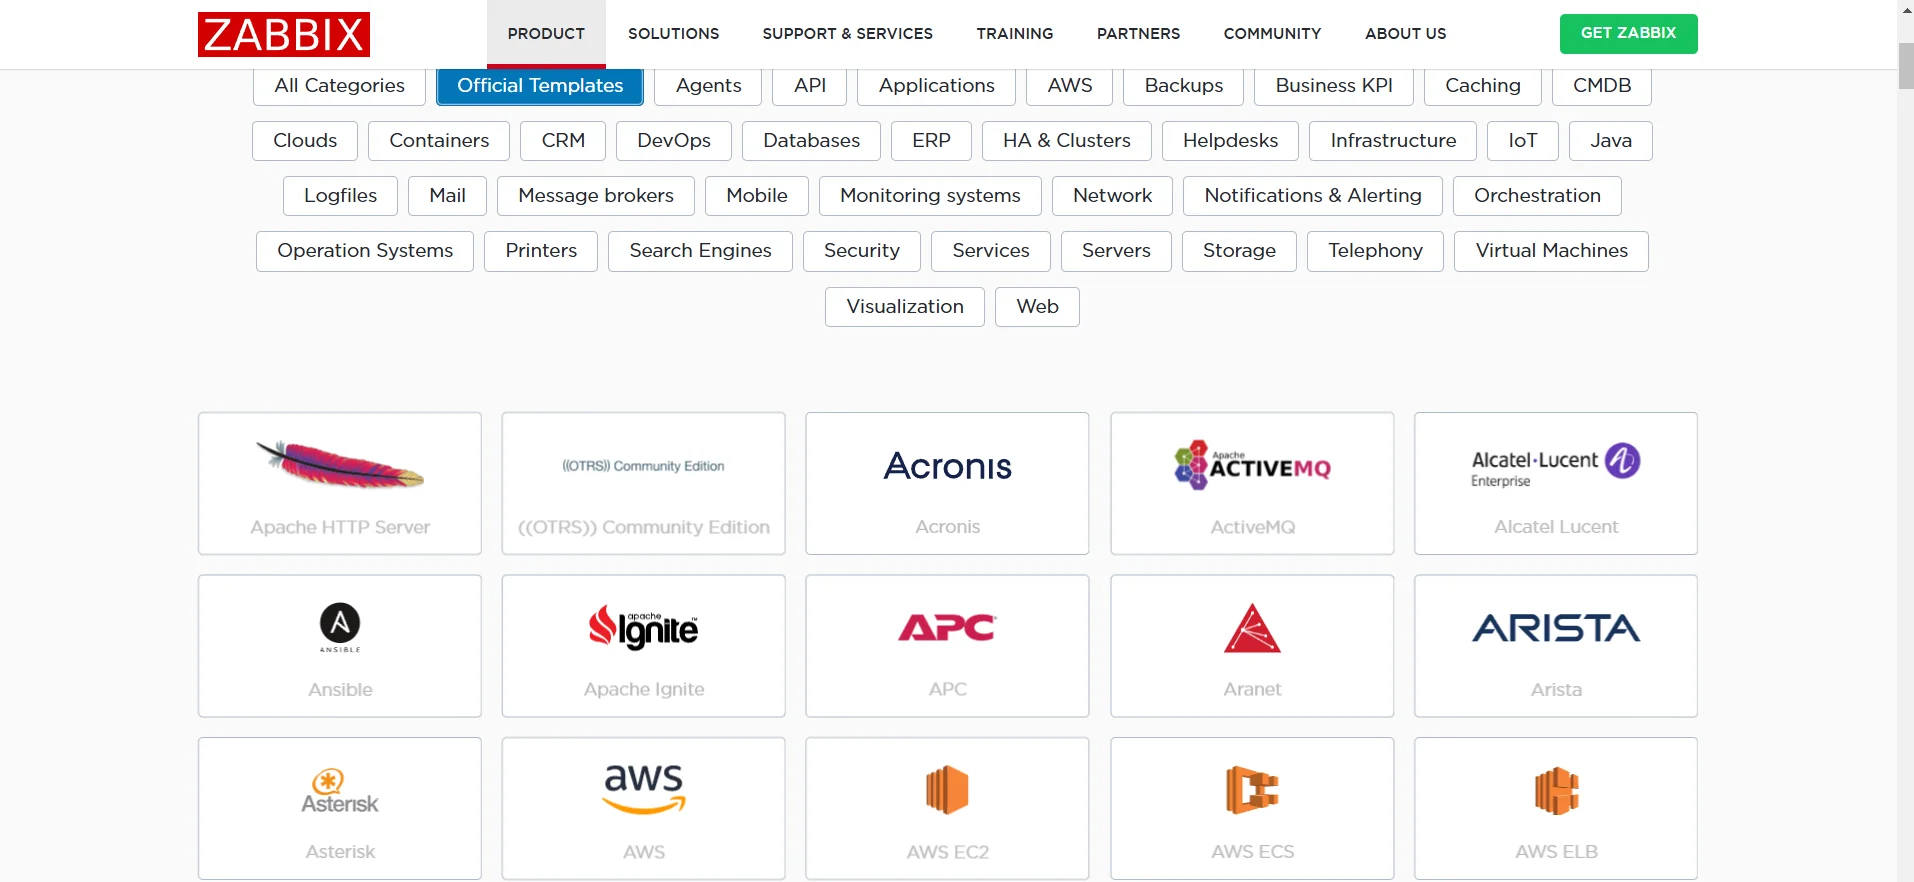 ZABBIX PRODUCT SOLUTIONS SUPPORT & SERVICES TRAINING PARTNERS COMMUNITY ABOUT US GET ZABBIX
All Categories Official Templates Agents API Applications AWS Backups Business KPI Caching CMDB
Clouds Containers CRM DevOps Databases ERP HA & Clusters Helpdesks Infrastructure IoT Java
Logfiles Mail Message brokers Mobile Monitoring systems Network Notifications & Alerting Orchestration
Operation Systems Printers Search Engines Security Services Servers Storage Telephony Virtual Machines
Visualization Web
((OTRS)) Community Edition Acronis Apache ACTIVEMQ Alcatel·Lucent Enterprise
Apache HTTP Server ((OTRS)) Community Edition Acronis ActiveMQ Alcatel Lucent
ANSIBLE apache Ignite™ APC ARISTA
Ansible Apache Ignite APC Aranet Arista
Asterisk aws
Asterisk AWS AWS EC2 AWS ECS AWS ELB